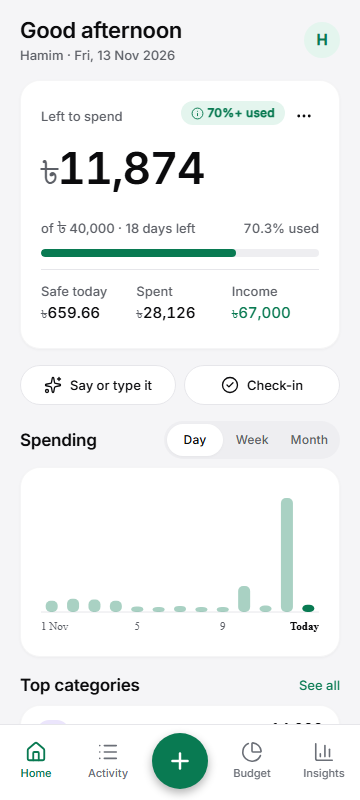 Good afternoon
Hamim · Fri, 13 Nov 2026
H
Left to spend
70%+ used
৳11,874
of ৳ 40,000 · 18 days left
70.3% used
Safe today
Spent
Income
৳659.66
৳28,126
৳67,000
Say or type it
Check-in
Spending
Day
Week
Month
1 Nov
5
9
Today
Top categories
See all
Home
Activity
Budget
Insights